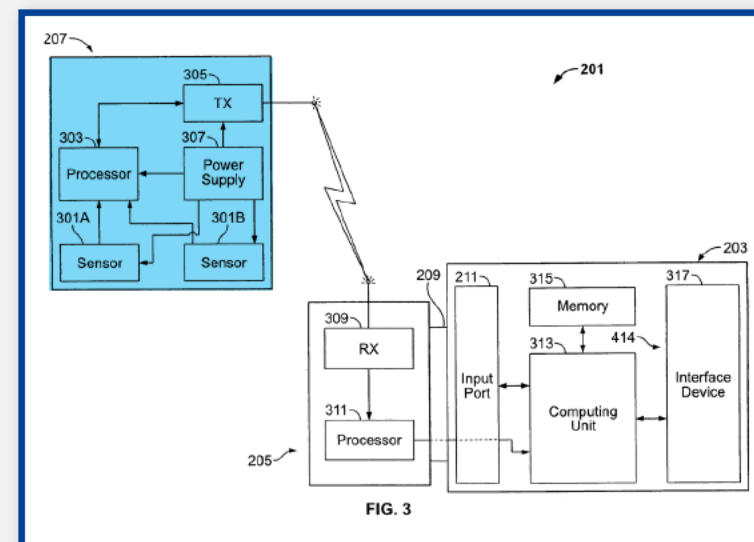 207
201
305
TX
303
307
Processor
Power
Supply
301A
301B
Sensor
Sensor
203
209
211
315
317
Memory
309
RX
313
414
Input
Port
Computing
Unit
Interface
Device
311
Processor
205
FIG. 3